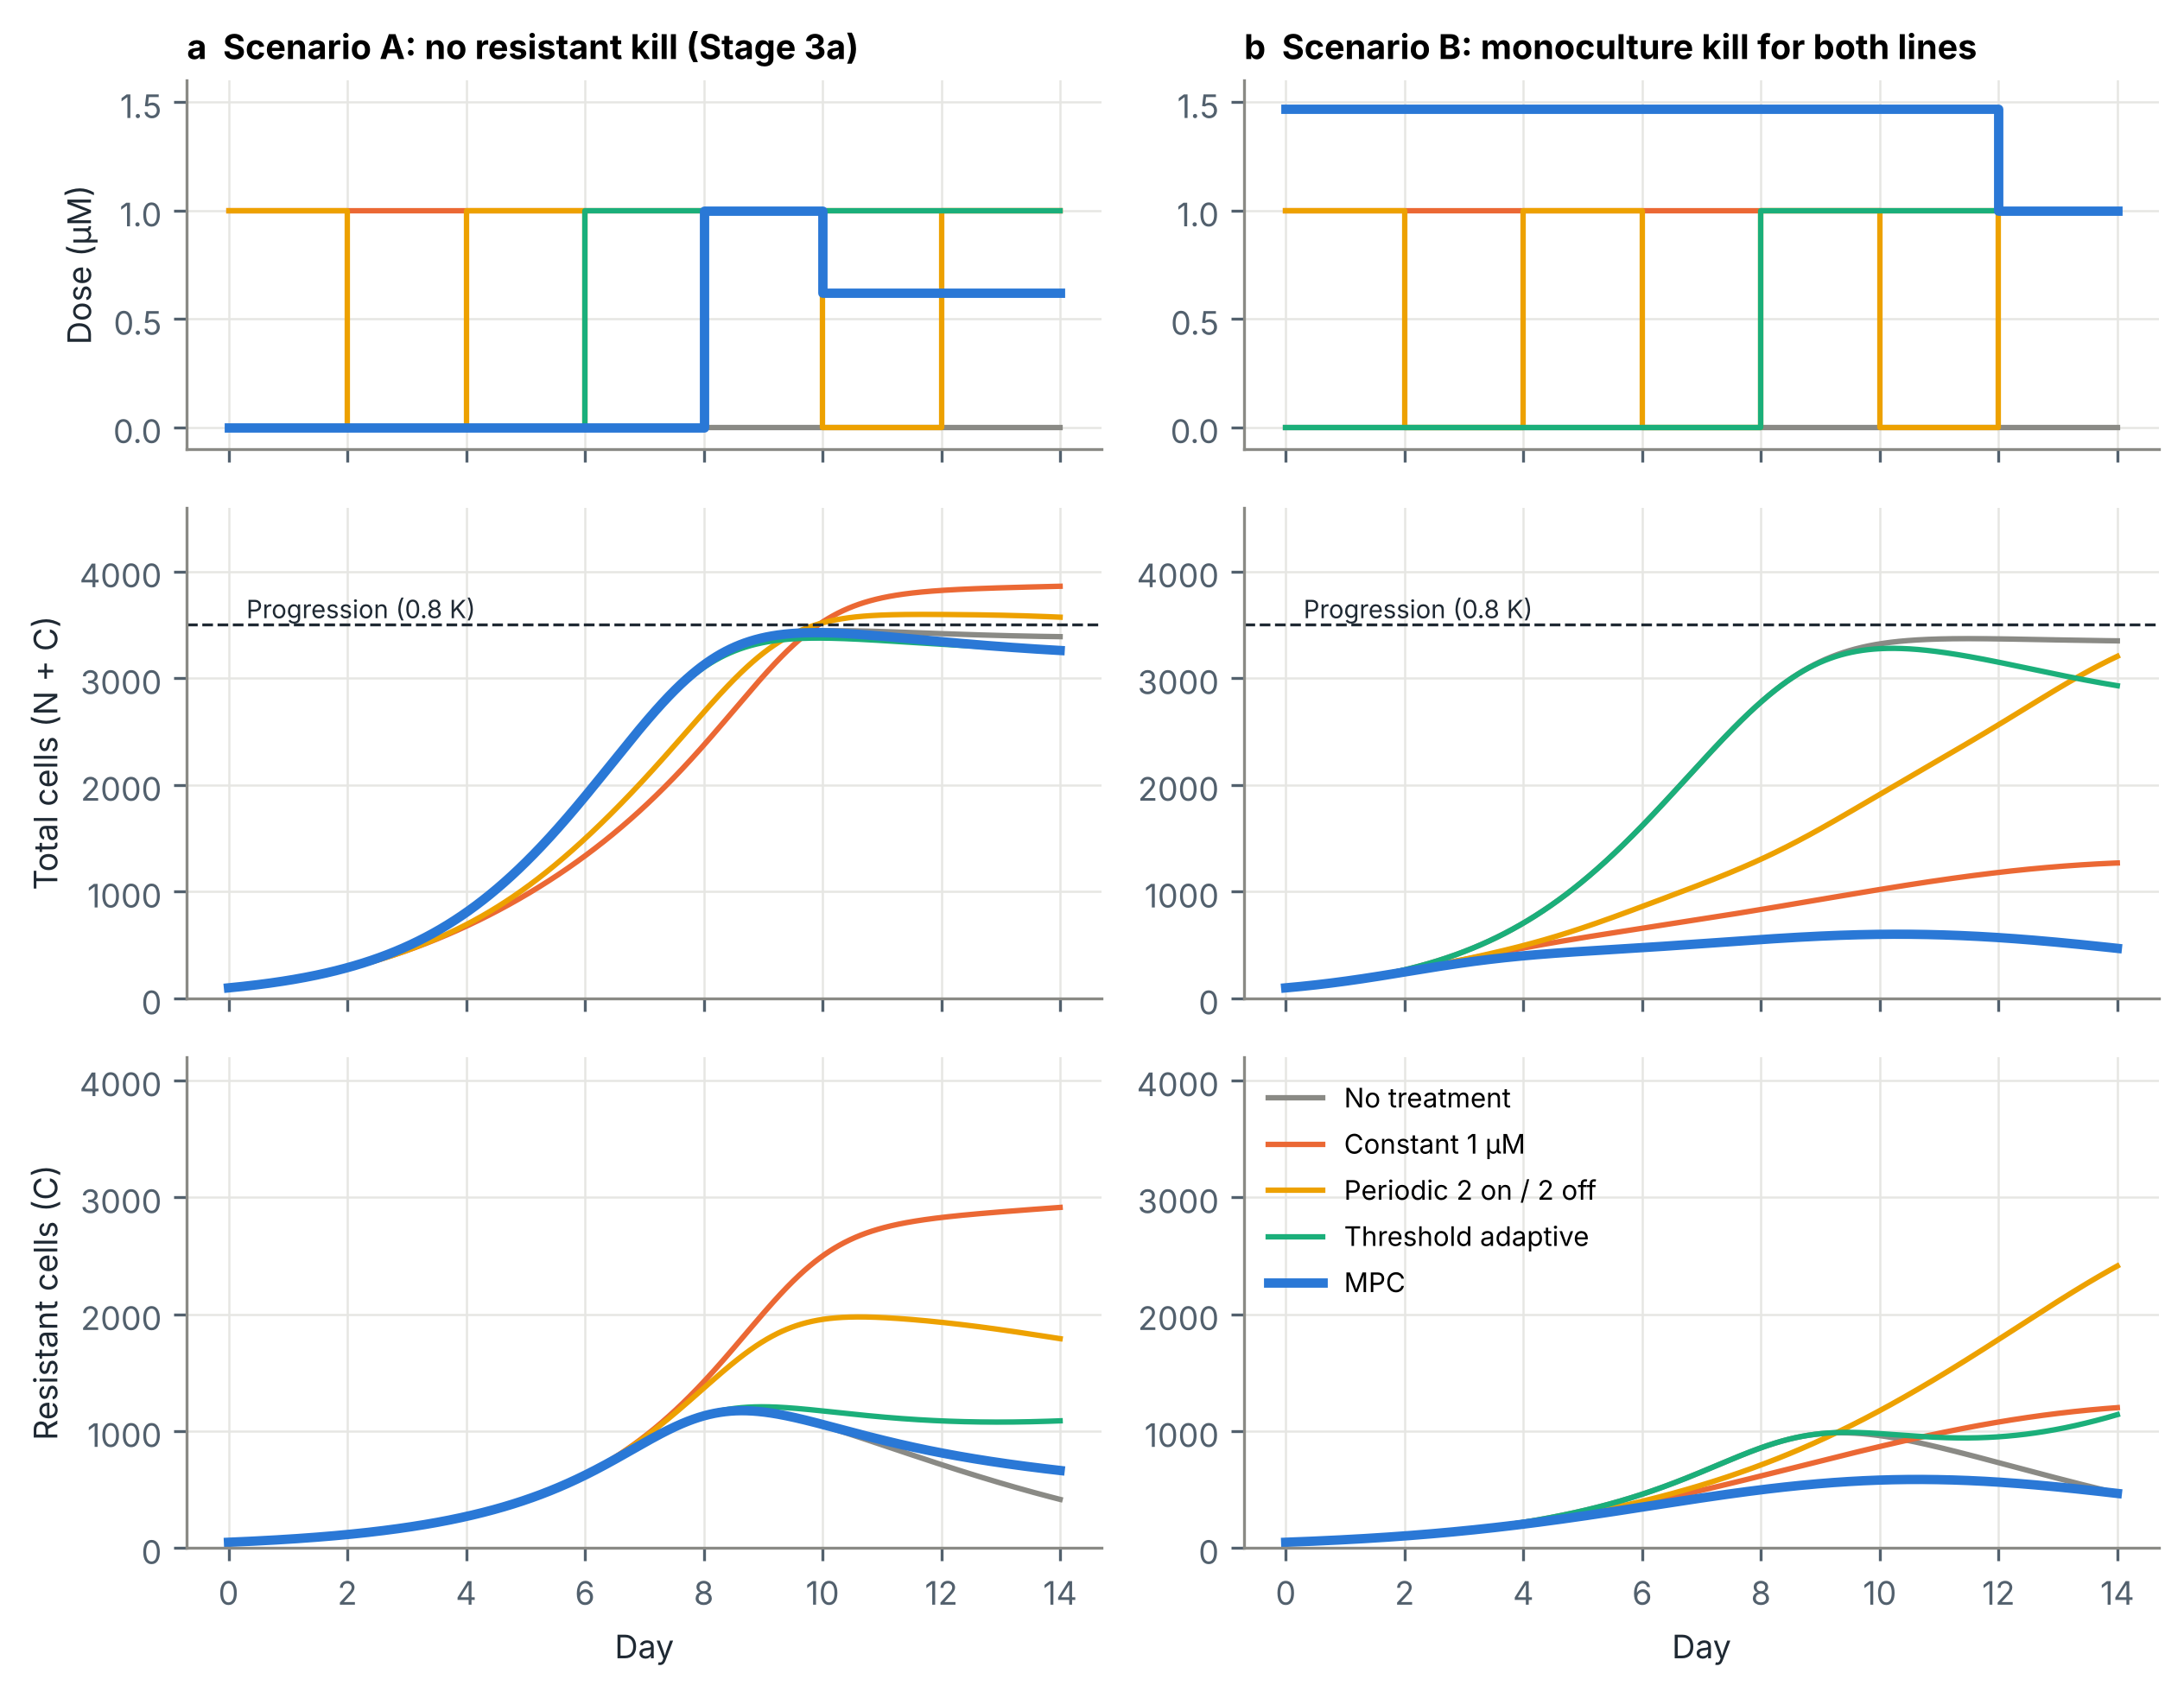 a Scenario A: no resistant kill (Stage 3a)
Dose (µM)
1.5
1.0
0.5
0.0
b Scenario B: monoculture kill for both lines
1.5
1.0
0.5
0.0
Total cells (N + C)
4000
3000
2000
1000
0
Progression (0.8 K)
4000
3000
2000
1000
0
Progression (0.8 K)
Resistant cells (C)
4000
3000
2000
1000
0
0 2 4 6 8 10 12 14
Day
4000
3000
2000
1000
0
No treatment
Constant 1 µM
Periodic 2 on / 2 off
Threshold adaptive
MPC
0 2 4 6 8 10 12 14
Day